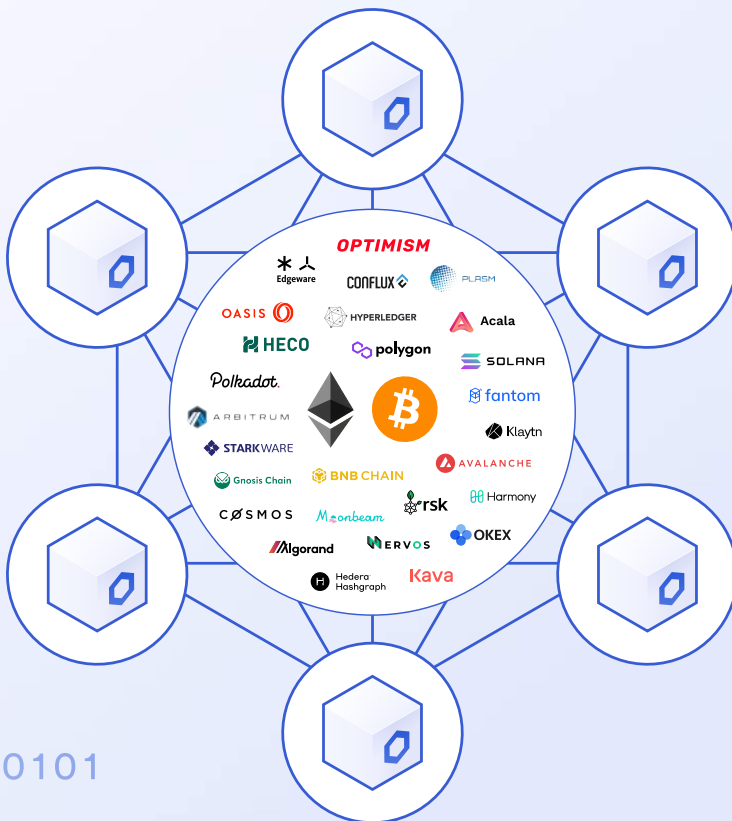 OPTIMISM
Edgeware
CONFLUX
PLASM
OASIS
HYPERLEDGER
Acala
HECO
polygon
SOLANA
Polkadot.
fantom
ARBITRUM
Klaytn
STARKWARE
AVALANCHE
Gnosis Chain
BNB CHAIN
Harmony
rsk
COSMOS
Moonbeam
OKEX
Algorand
NERVOS
H
Hedera
Hashgraph
Kava
0101